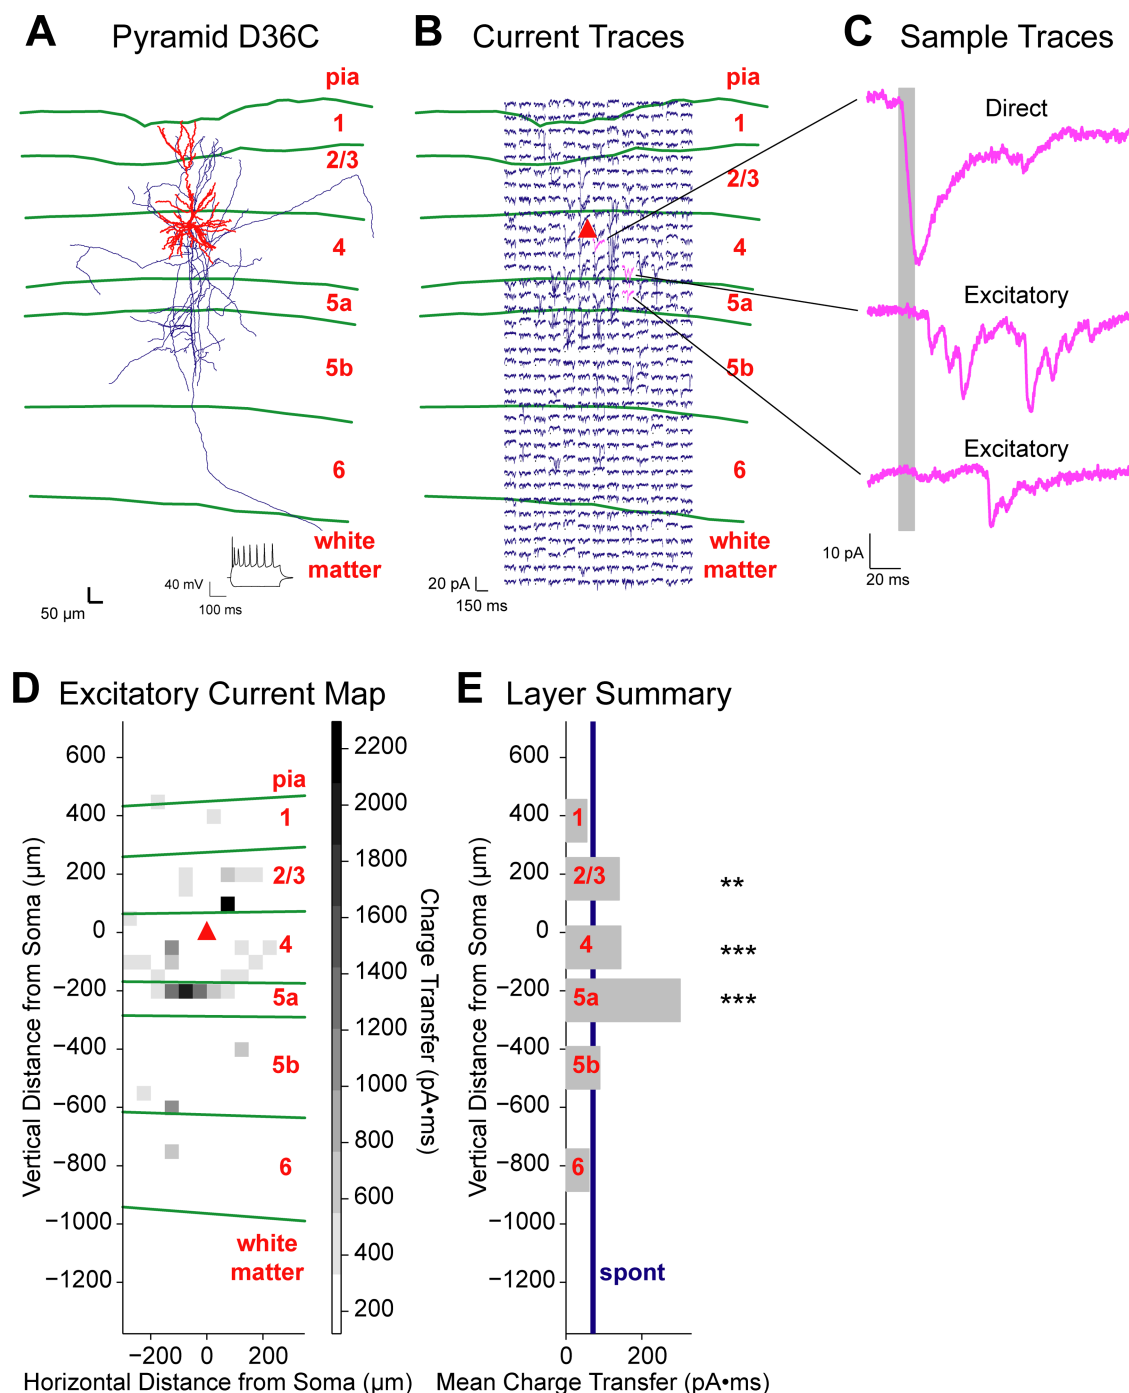 A Pyramid D36C
pia
1
2/3
4
5a
5b
6
white
matter
40 mV
100 ms
50 µm
B Current Traces
pia
1
2/3
4
5a
5b
6
white
matter
20 pA
150 ms
C Sample Traces
Direct
Excitatory
Excitatory
10 pA
20 ms
D Excitatory Current Map
Vertical Distance from Soma (µm)
600
400
200
0
−200
−400
−600
−800
−1000
−1200
pia
1
2/3
4
5a
5b
6
white
matter
−200 0 200
Horizontal Distance from Soma (µm)
2200
2000
1800
1600
1400
1200
1000
800
600
400
200
Charge Transfer (pA•ms)
E Layer Summary
Vertical Distance from Soma (µm)
600
400
200
0
−200
−400
−600
−800
−1000
−1200
1
2/3 **
4 ***
5a ***
5b
6
spont
0 200
Mean Charge Transfer (pA•ms)